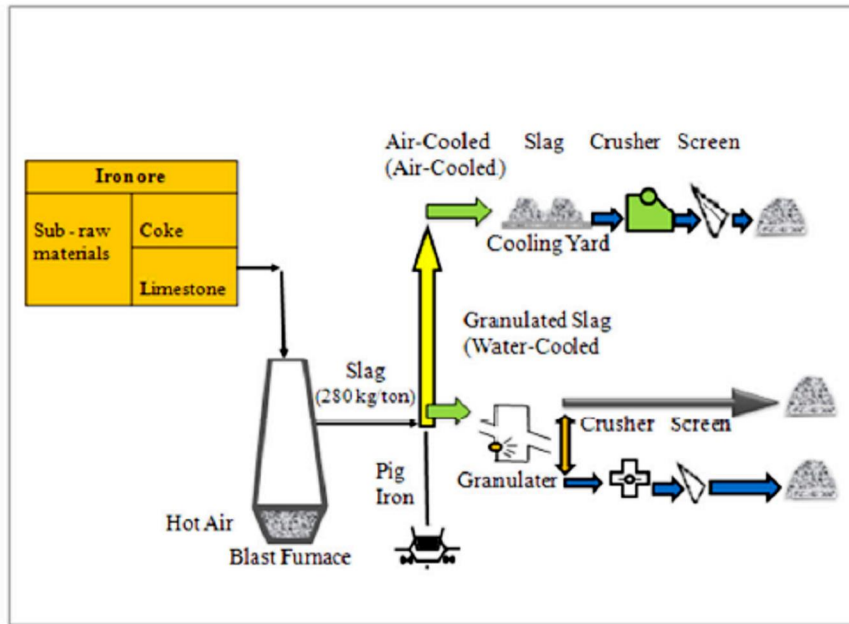 Iron ore
Sub - raw
materials
Coke
Limestone
Air-Cooled
(Air-Cooled)
Slag
Crusher
Screen
Cooling Yard
Granulated Slag
(Water-Cooled
Slag
(280 kg/ton)
Crusher
Screen
Granulater
Pig
Iron
Hot Air
Blast Furnace